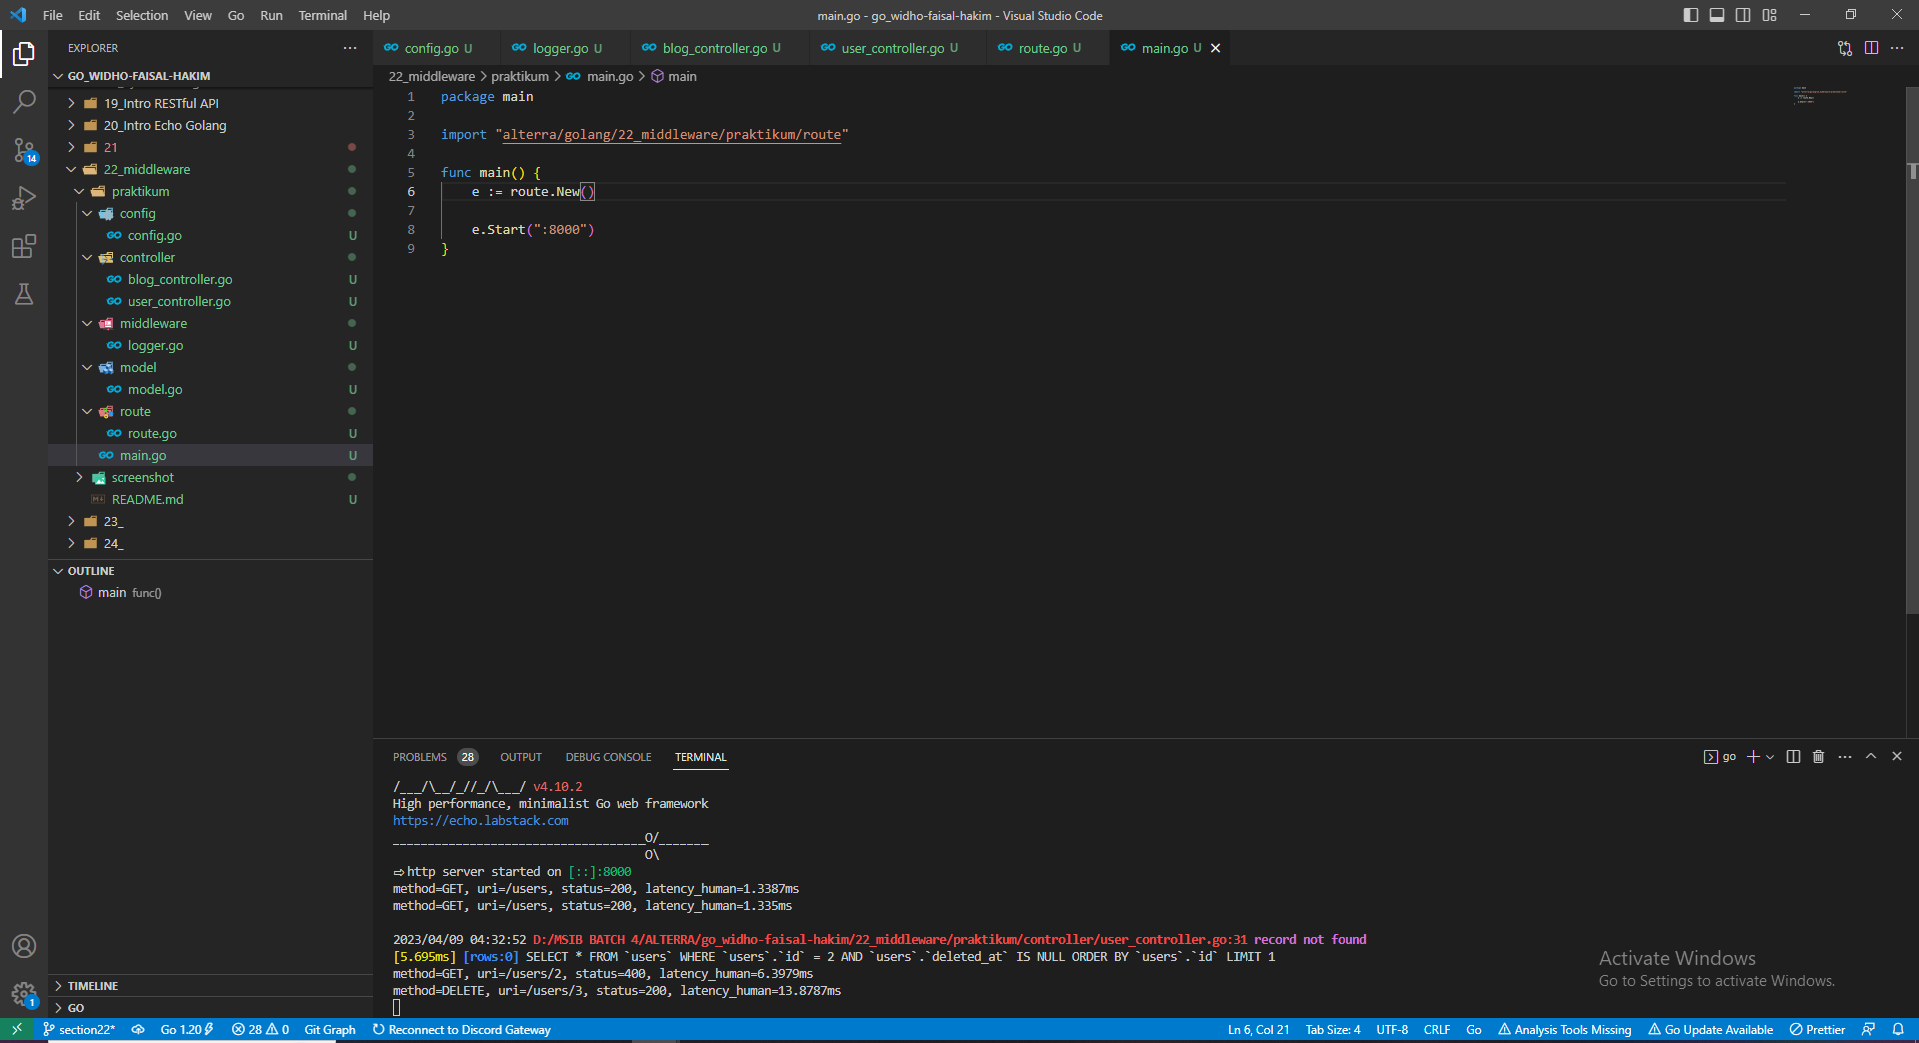 File Edit Selection View Go Run Terminal Help
main.go - go_widho-faisal-hakim - Visual Studio Code
EXPLORER
GO_WIDHO-FAISAL-HAKIM
19_Intro RESTful API
20_Intro Echo Golang
21
22_middleware
praktikum
config
config.go U
controller
blog_controller.go U
user_controller.go U
middleware
logger.go U
model
model.go U
route
route.go U
main.go U
screenshot
README.md U
23_
24_
OUTLINE
main func()
TIMELINE
GO
config.go U logger.go U blog_controller.go U user_controller.go U route.go U main.go U
22_middleware > praktikum > main.go > main
1 package main
2
3 import "alterra/golang/22_middleware/praktikum/route"
4
5 func main() {
6 e := route.New()
7
8 e.Start(":8000")
9 }
PROBLEMS 28 OUTPUT DEBUG CONSOLE TERMINAL
go
/___/\__/_//_/\___/ v4.10.2
High performance, minimalist Go web framework
https://echo.labstack.com
____________________________________O/_______
O\
⇨ http server started on [::]:8000
method=GET, uri=/users, status=200, latency_human=1.3387ms
method=GET, uri=/users, status=200, latency_human=1.335ms
2023/04/09 04:32:52 D:/MSIB BATCH 4/ALTERRA/go_widho-faisal-hakim/22_middleware/praktikum/controller/user_controller.go:31 record not found
[5.695ms] [rows:0] SELECT * FROM `users` WHERE `users`.`id` = 2 AND `users`.`deleted_at` IS NULL ORDER BY `users`.`id` LIMIT 1
method=GET, uri=/users/2, status=400, latency_human=6.3979ms
method=DELETE, uri=/users/3, status=200, latency_human=13.8787ms
Activate Windows
Go to Settings to activate Windows.
14
1
section22* Go 1.20 28 0 Git Graph Reconnect to Discord Gateway
Ln 6, Col 21 Tab Size: 4 UTF-8 CRLF Go Analysis Tools Missing Go Update Available Prettier